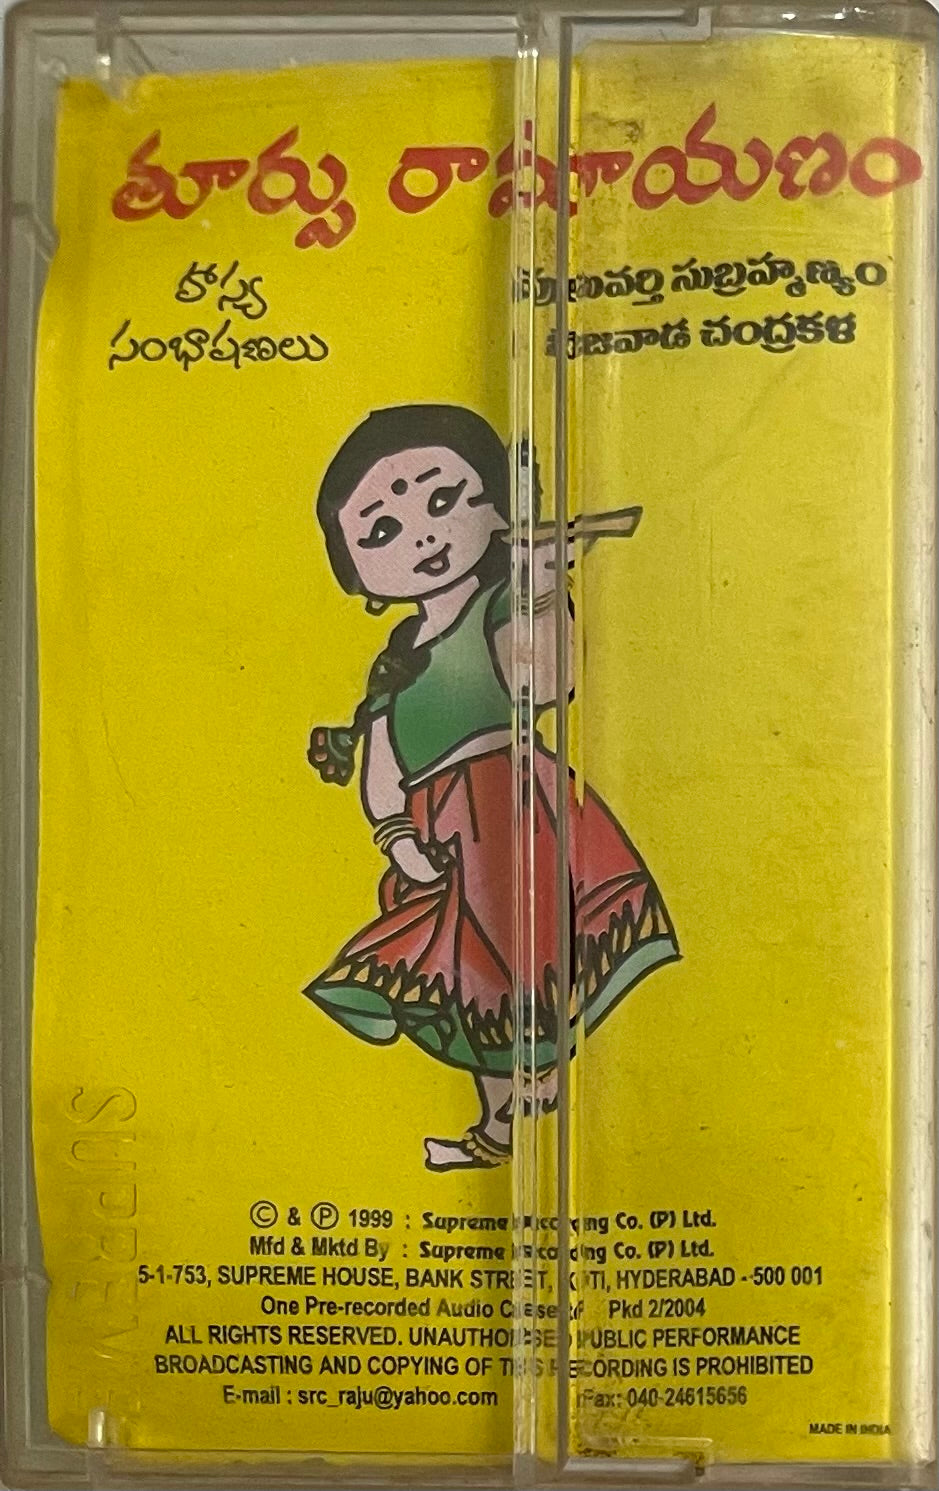 తూర్పు రామాయణం
హాస్య
సంభాషణలు
సుబ్రహ్మణ్యం
చంద్రకళ
© & ℗ 1999 : Supreme Recording Co. (P) Ltd.
Mfd & Mktd By : Supreme Recording Co. (P) Ltd.
5-1-753, SUPREME HOUSE, BANK STREET, KOTI, HYDERABAD - 500 001
One Pre-recorded Audio Cassette Pkd 2/2004
ALL RIGHTS RESERVED. UNAUTHORISED PUBLIC PERFORMANCE
BROADCASTING AND COPYING OF THIS RECORDING IS PROHIBITED
E-mail : src_raju@yahoo.com Fax: 040-24615656
MADE IN INDIA
SUPREME